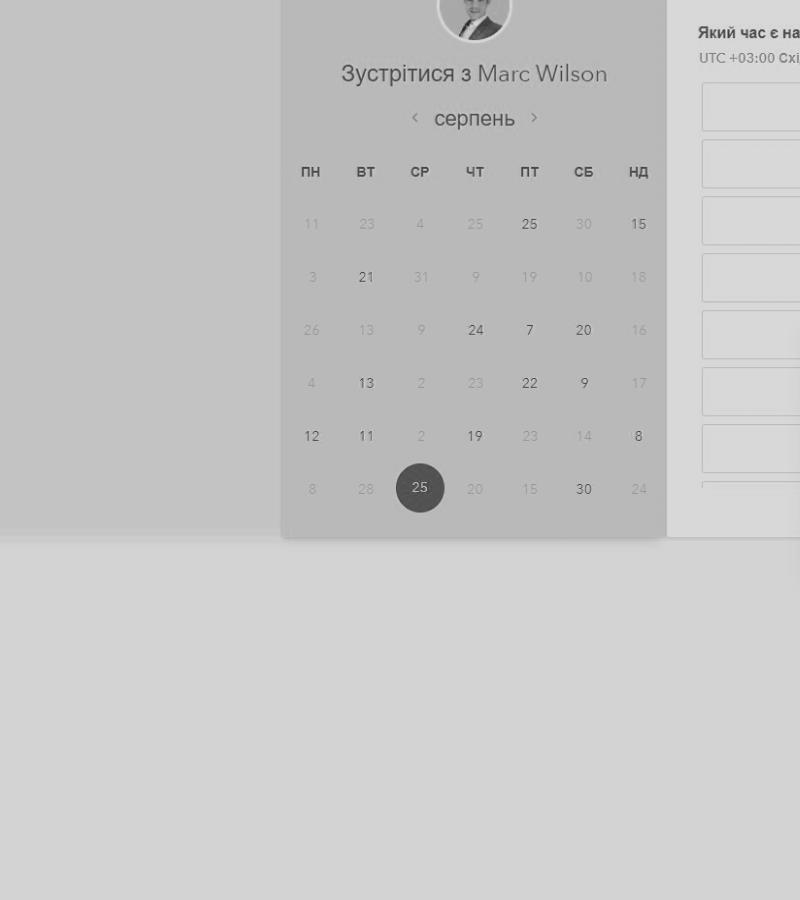 Зустрітися з Marc Wilson
серпень
ПН ВТ СР ЧТ ПТ СБ НД
11 23 4 25 25 30 15
3 21 31 9 19 10 18
26 13 9 24 7 20 16
4 13 2 23 22 9 17
12 11 2 19 23 14 8
8 28 25 20 15 30 24
Який час є
UTC +03:00